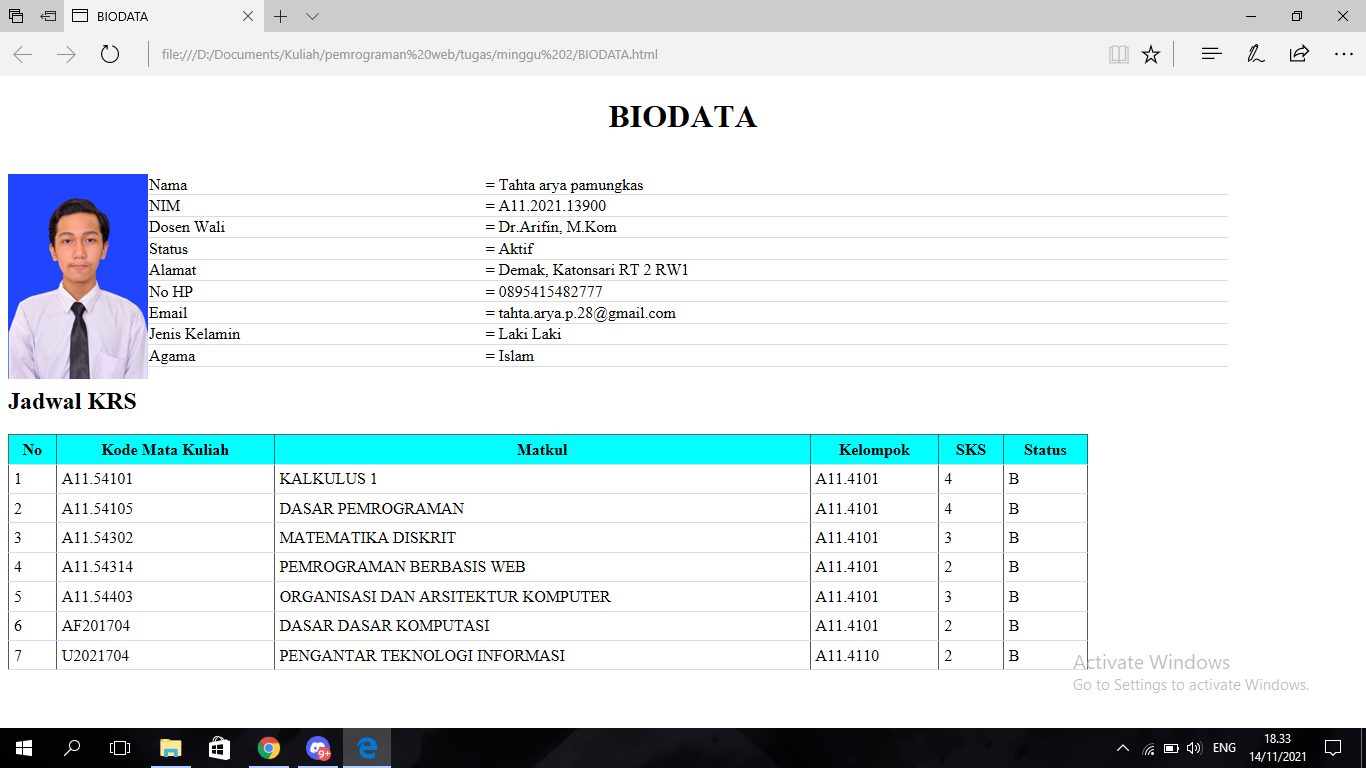 BIODATA
file:///D:/Documents/Kuliah/pemrograman%20web/tugas/minggu%202/BIODATA.html
BIODATA
Nama = Tahta arya pamungkas
NIM = A11.2021.13900
Dosen Wali = Dr.Arifin, M.Kom
Status = Aktif
Alamat = Demak, Katonsari RT 2 RW1
No HP = 0895415482777
Email = tahta.arya.p.28@gmail.com
Jenis Kelamin = Laki Laki
Agama = Islam
Jadwal KRS
No Kode Mata Kuliah Matkul Kelompok SKS Status
1 A11.54101 KALKULUS 1 A11.4101 4 B
2 A11.54105 DASAR PEMROGRAMAN A11.4101 4 B
3 A11.54302 MATEMATIKA DISKRIT A11.4101 3 B
4 A11.54314 PEMROGRAMAN BERBASIS WEB A11.4101 2 B
5 A11.54403 ORGANISASI DAN ARSITEKTUR KOMPUTER A11.4101 3 B
6 AF201704 DASAR DASAR KOMPUTASI A11.4101 2 B
7 U2021704 PENGANTAR TEKNOLOGI INFORMASI A11.4110 2 B
Activate Windows
Go to Settings to activate Windows.
9+
ENG
18.33
14/11/2021